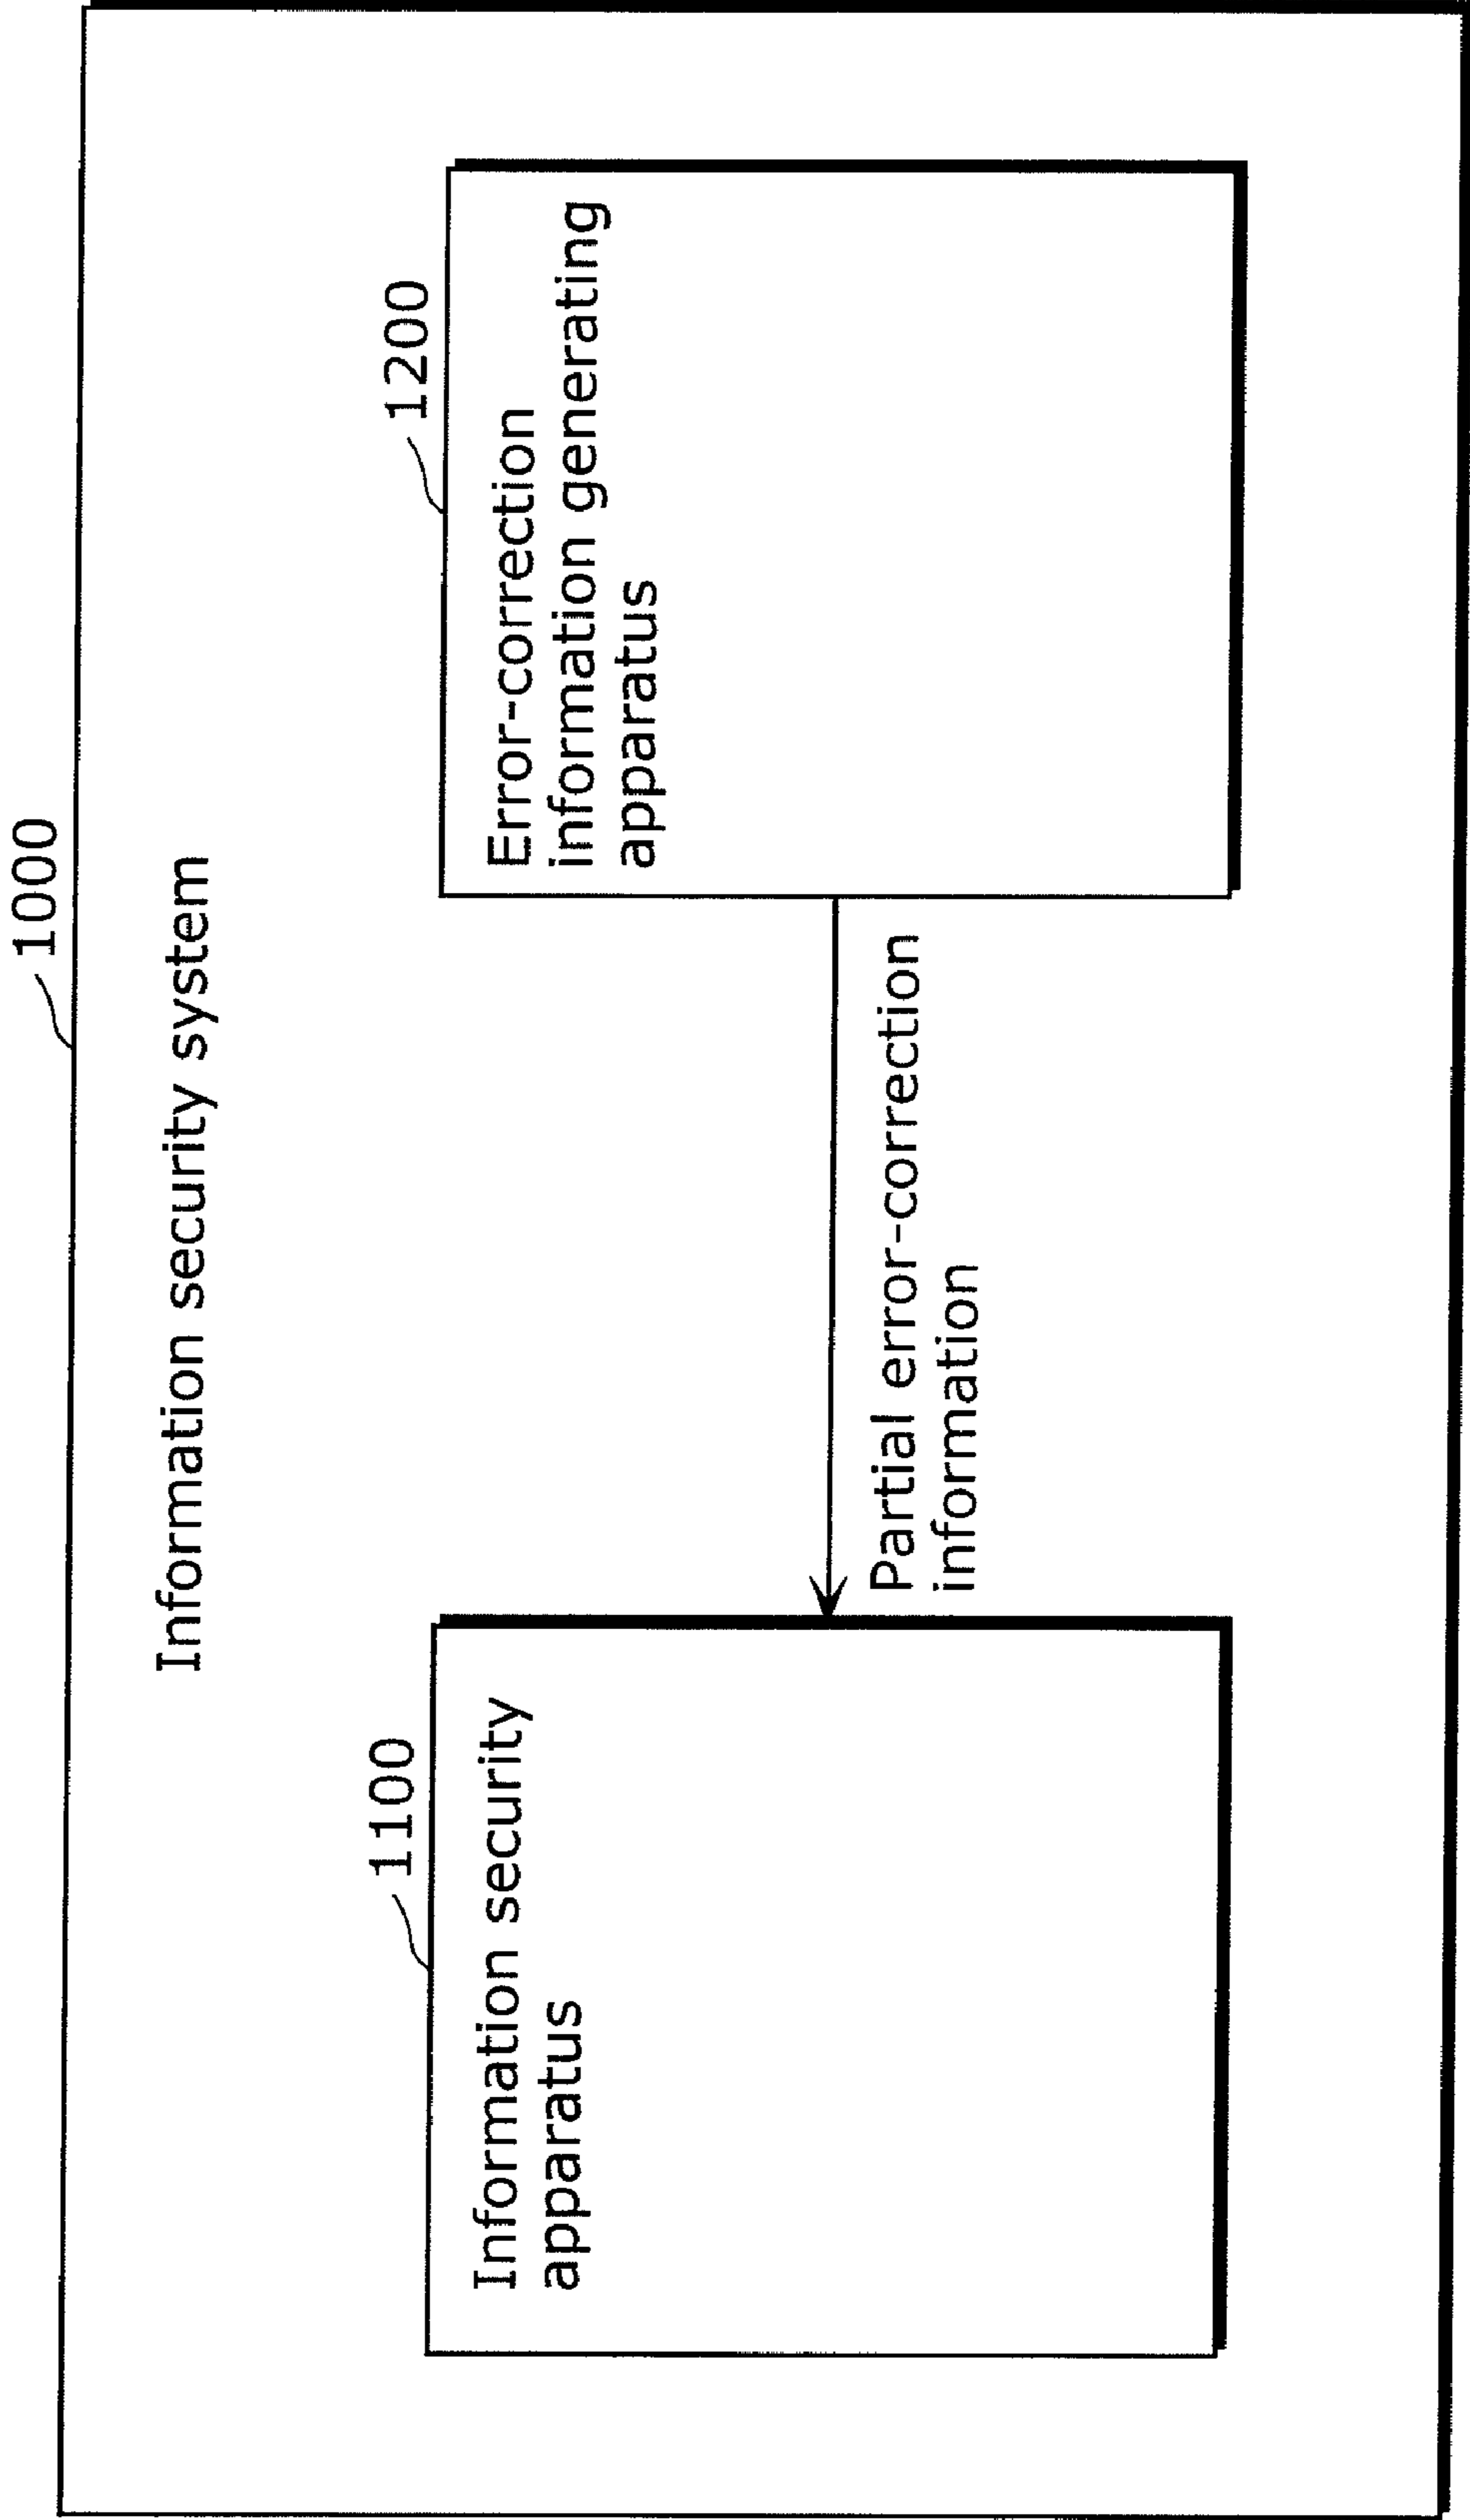 1000
Information security system
1100
Information security
apparatus
1200
Error-correction
information generating
apparatus
Partial error-correction
information